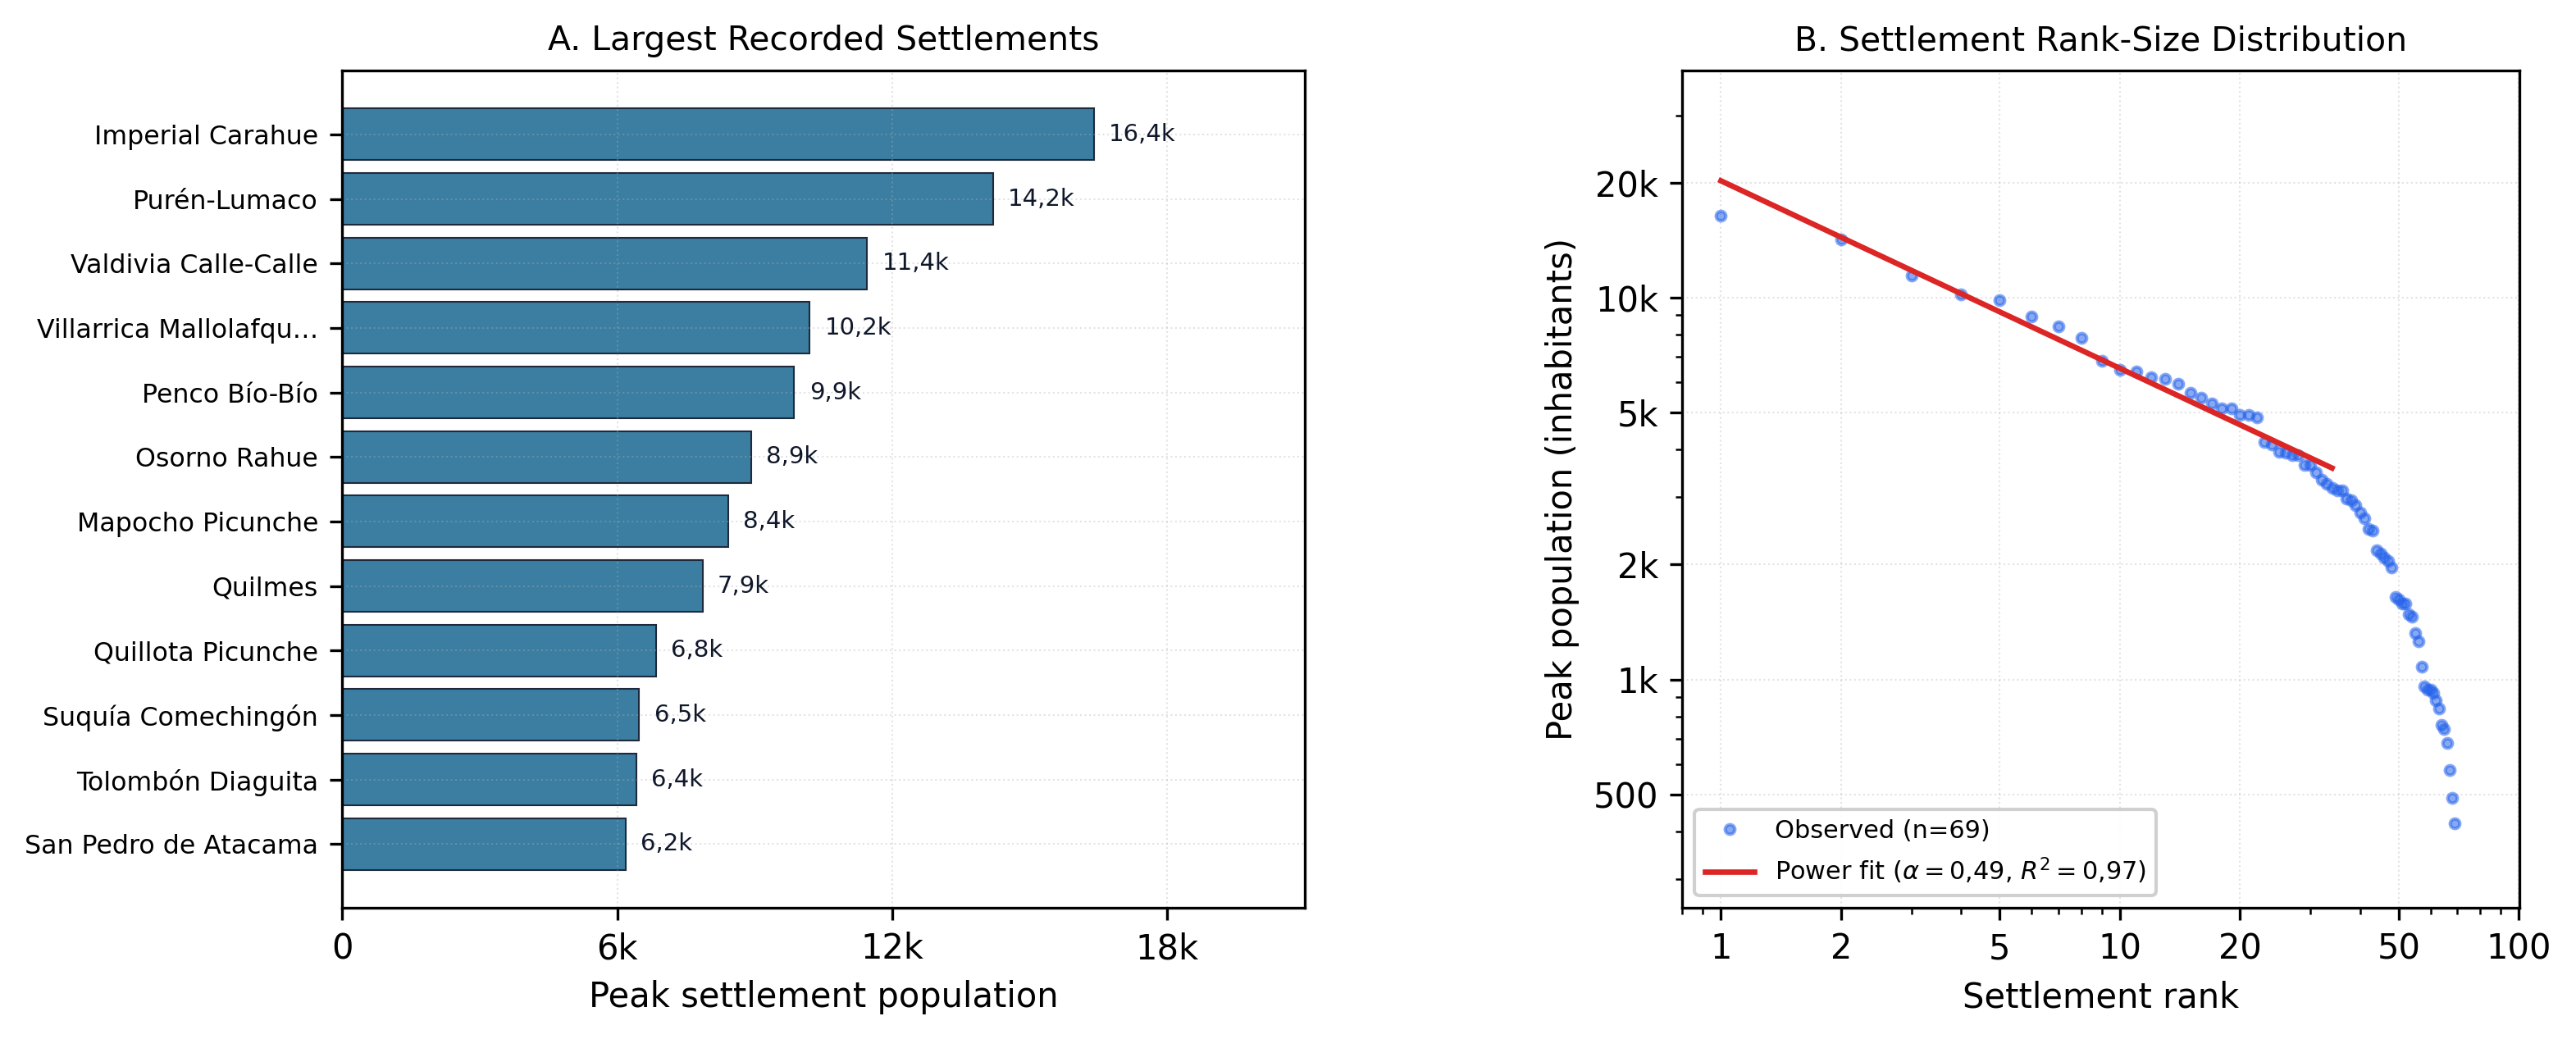 A. Largest Recorded Settlements
Imperial Carahue
16,4k
Purén-Lumaco
14,2k
Valdivia Calle-Calle
11,4k
Villarrica Mallolafqu...
10,2k
Penco Bío-Bío
9,9k
Osorno Rahue
8,9k
Mapocho Picunche
8,4k
Quilmes
7,9k
Quillota Picunche
6,8k
Suquía Comechingón
6,5k
Tolombón Diaguita
6,4k
San Pedro de Atacama
6,2k
0 6k 12k 18k
Peak settlement population
B. Settlement Rank-Size Distribution
Peak population (inhabitants)
20k
10k
5k
2k
1k
500
Observed (n=69)
Power fit (α = 0,49, R² = 0,97)
1 2 5 10 20 50 100
Settlement rank